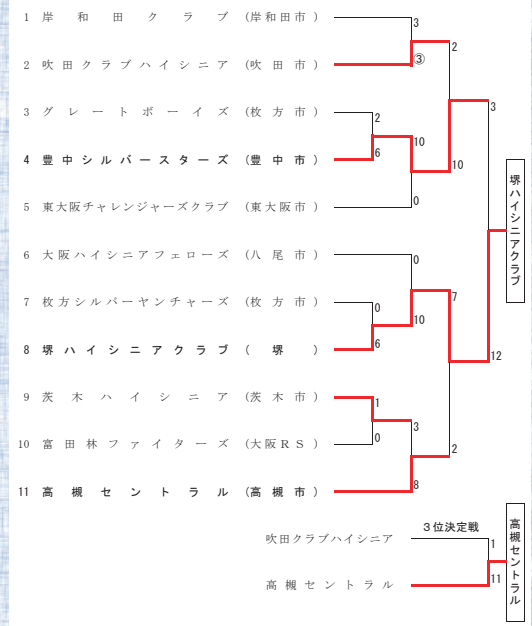 1 岸和田クラブ (岸和田市)
3
2 吹田クラブハイシニア (吹田市)
③
2
3 グレートボーイズ (枚方市)
2
3
4 豊中シルバースターズ (豊中市)
6
10
10
5 東大阪チャレンジャーズクラブ (東大阪市)
0
堺ハイシニアクラブ
6 大阪ハイシニアフェローズ (八尾市)
0
7 枚方シルバーヤンチャーズ (枚方市)
0
7
8 堺ハイシニアクラブ (堺)
6
10
12
9 茨木ハイシニア (茨木市)
1
10 富田林ファイターズ (大阪RS)
0
3
2
11 高槻セントラル (高槻市)
8
3位決定戦
吹田クラブハイシニア
1
高槻セントラル
11
高槻セントラル